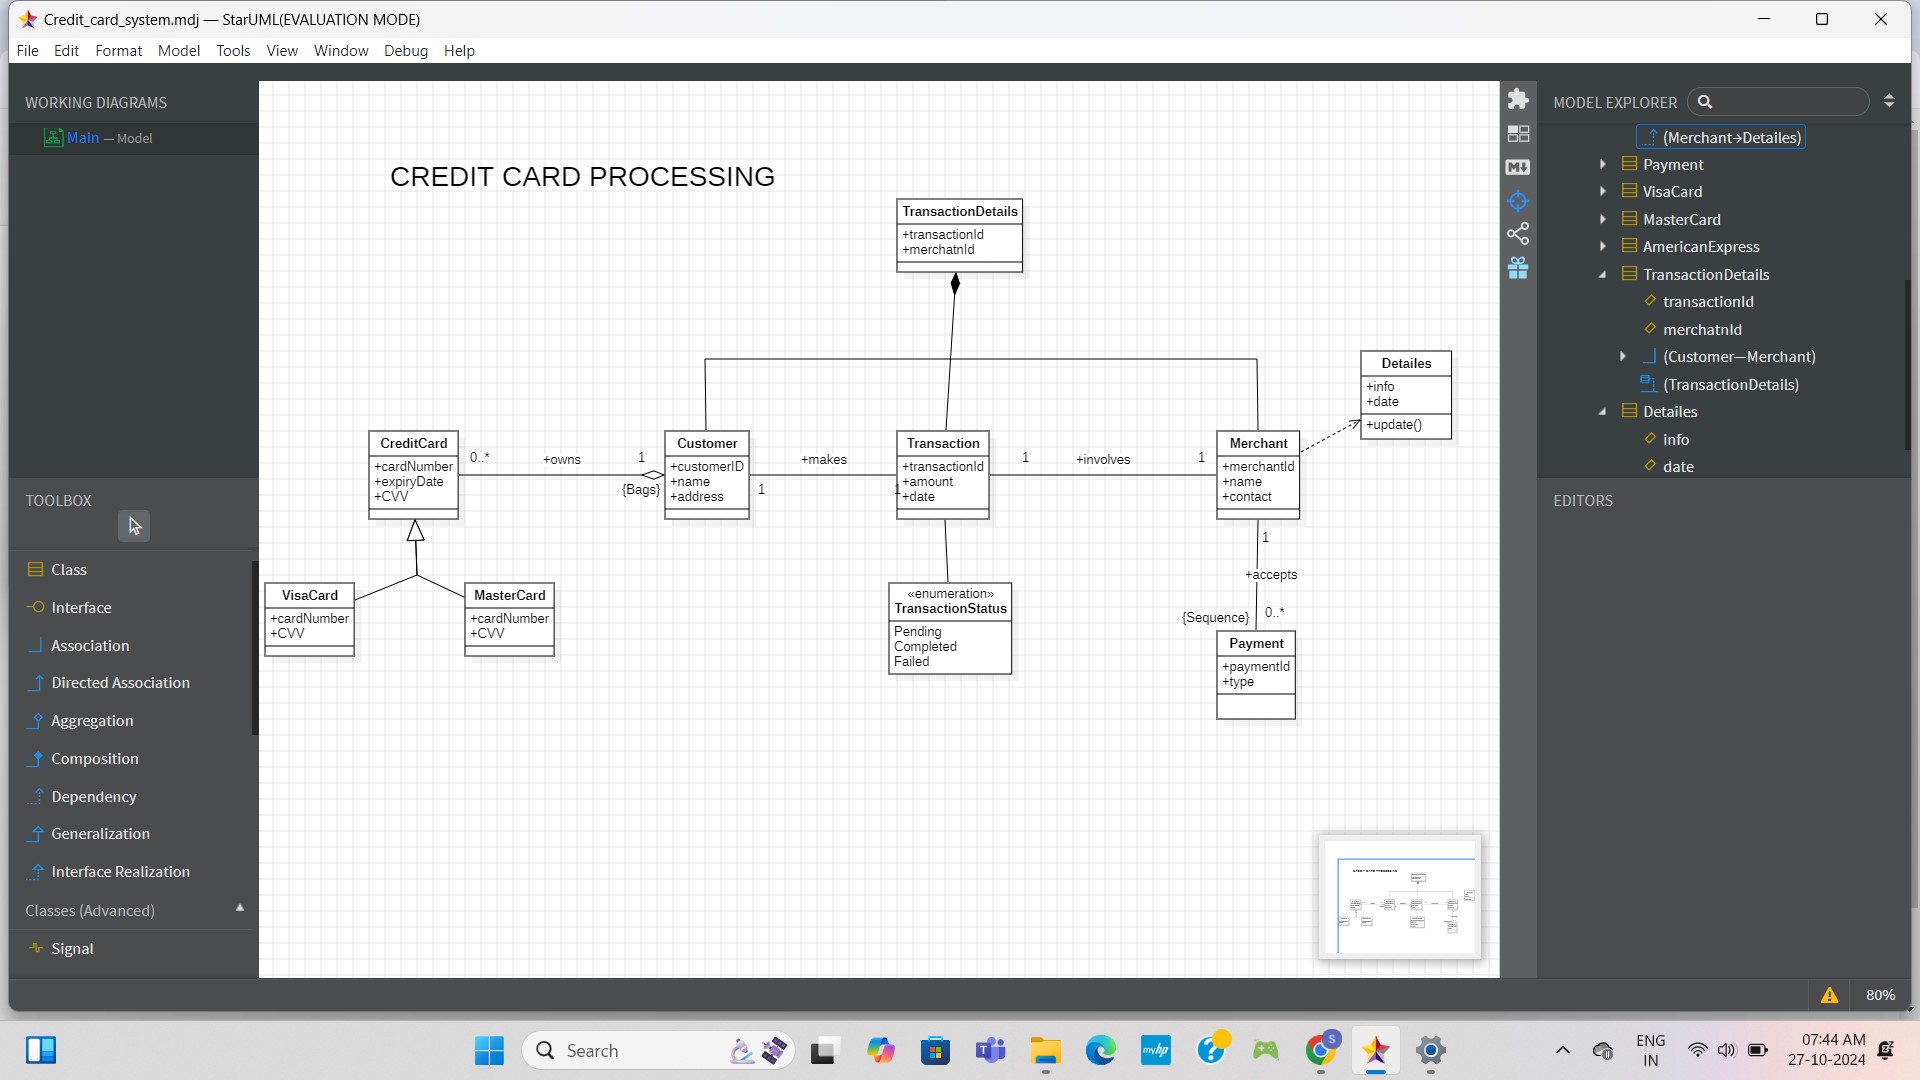 Credit_card_system.mdj — StarUML(EVALUATION MODE)
File Edit Format Model Tools View Window Debug Help
WORKING DIAGRAMS
Main — Model
TOOLBOX
Class
Interface
Association
Directed Association
Aggregation
Composition
Dependency
Generalization
Interface Realization
Classes (Advanced)
Signal
CREDIT CARD PROCESSING
TransactionDetails
+transactionId
+merchatnId
Detailes
+info
+date
+update()
CreditCard
+cardNumber
+expiryDate
+CVV
0..*
+owns
1
{Bags}
Customer
+customerID
+name
+address
+makes
1
1
Transaction
+transactionId
+amount
+date
1
+involves
1
Merchant
+merchantId
+name
+contact
1
+accepts
0..*
{Sequence}
VisaCard
+cardNumber
+CVV
MasterCard
+cardNumber
+CVV
«enumeration»
TransactionStatus
Pending
Completed
Failed
Payment
+paymentId
+type
M
MODEL EXPLORER
(Merchant→Detailes)
Payment
VisaCard
MasterCard
AmericanExpress
TransactionDetails
transactionId
merchatnId
(Customer—Merchant)
(TransactionDetails)
Detailes
info
date
EDITORS
80%
Search
myhp
S
ENG
IN
07:44 AM
27-10-2024